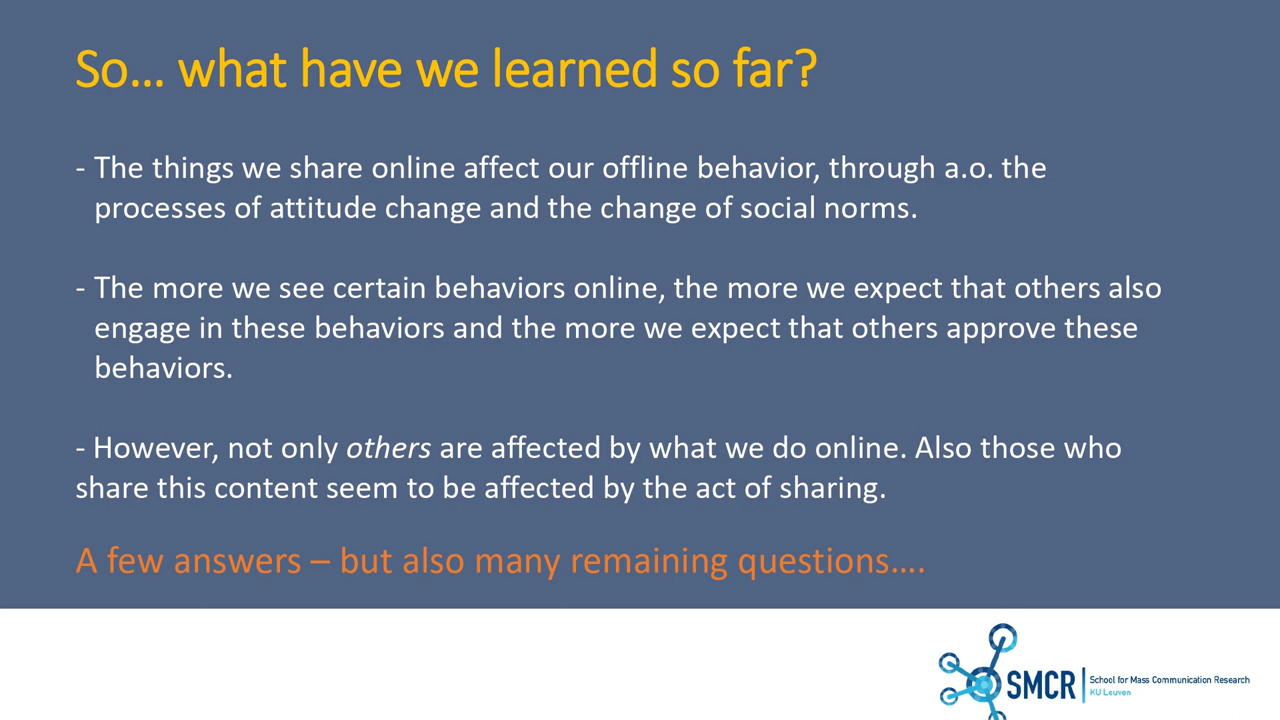 So... what have we learned so far?
- The things we share online affect our offline behavior, through a.o. the
processes of attitude change and the change of social norms.
- The more we see certain behaviors online, the more we expect that others also
engage in these behaviors and the more we expect that others approve these
behaviors.
- However, not only others are affected by what we do online. Also those who
share this content seem to be affected by the act of sharing.
A few answers – but also many remaining questions....
SMCR
School for Mass Communication Research
KU Leuven